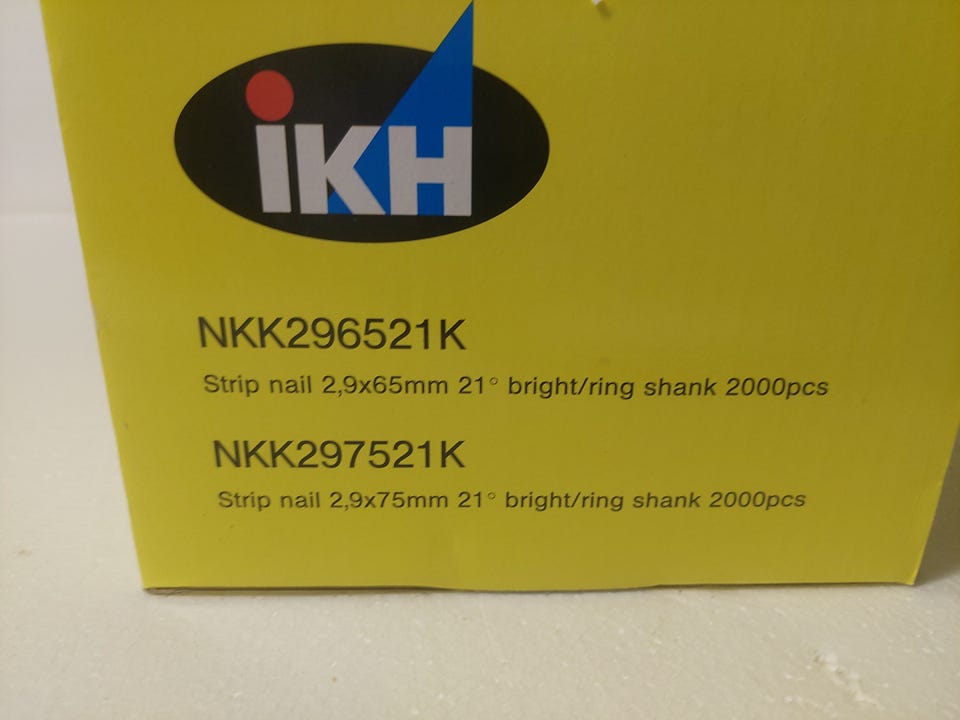 iKH
NKK296521K
Strip nail 2,9x65mm 21° bright/ring shank 2000pcs
NKK297521K
Strip nail 2,9x75mm 21° bright/ring shank 2000pcs